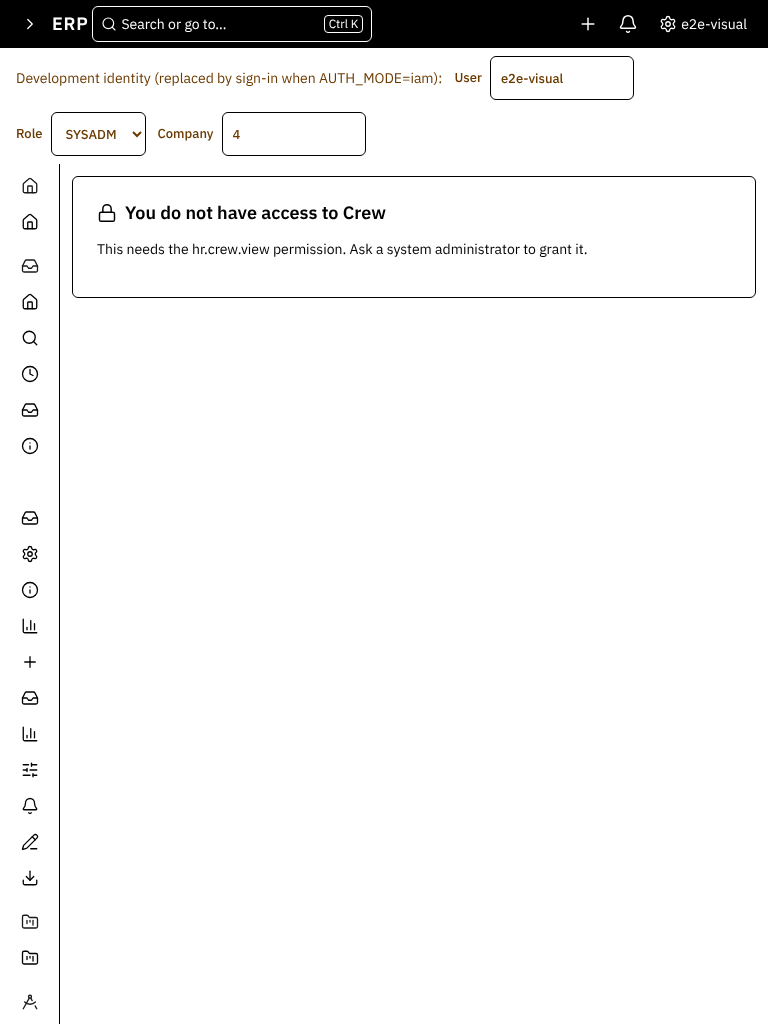 ERP
Search or go to...
Ctrl K
e2e-visual
Development identity (replaced by sign-in when AUTH_MODE=iam):
User
e2e-visual
Role
SYSADM
Company
4
You do not have access to Crew
This needs the hr.crew.view permission. Ask a system administrator to grant it.